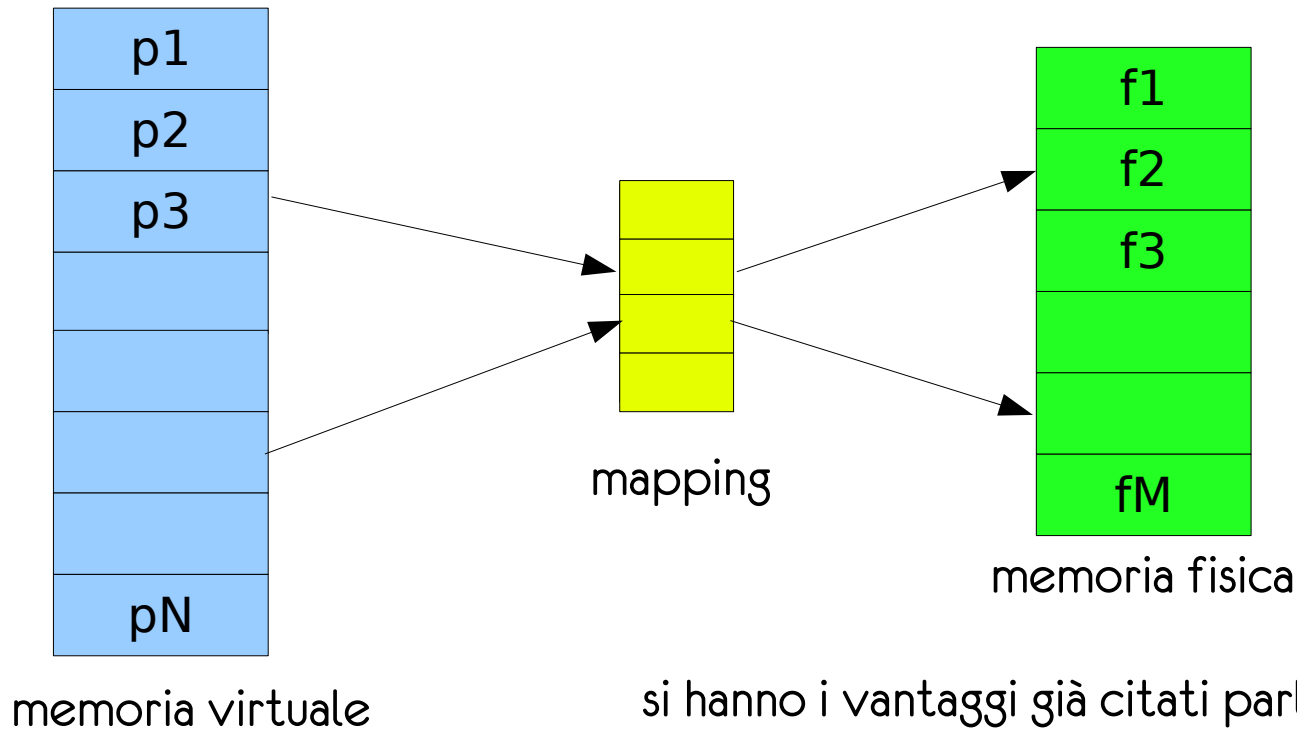 p1
p2
p3
pN
memoria virtuale
mapping
f1
f2
f3
fM
memoria fisica
si hanno i vantaggi già citati